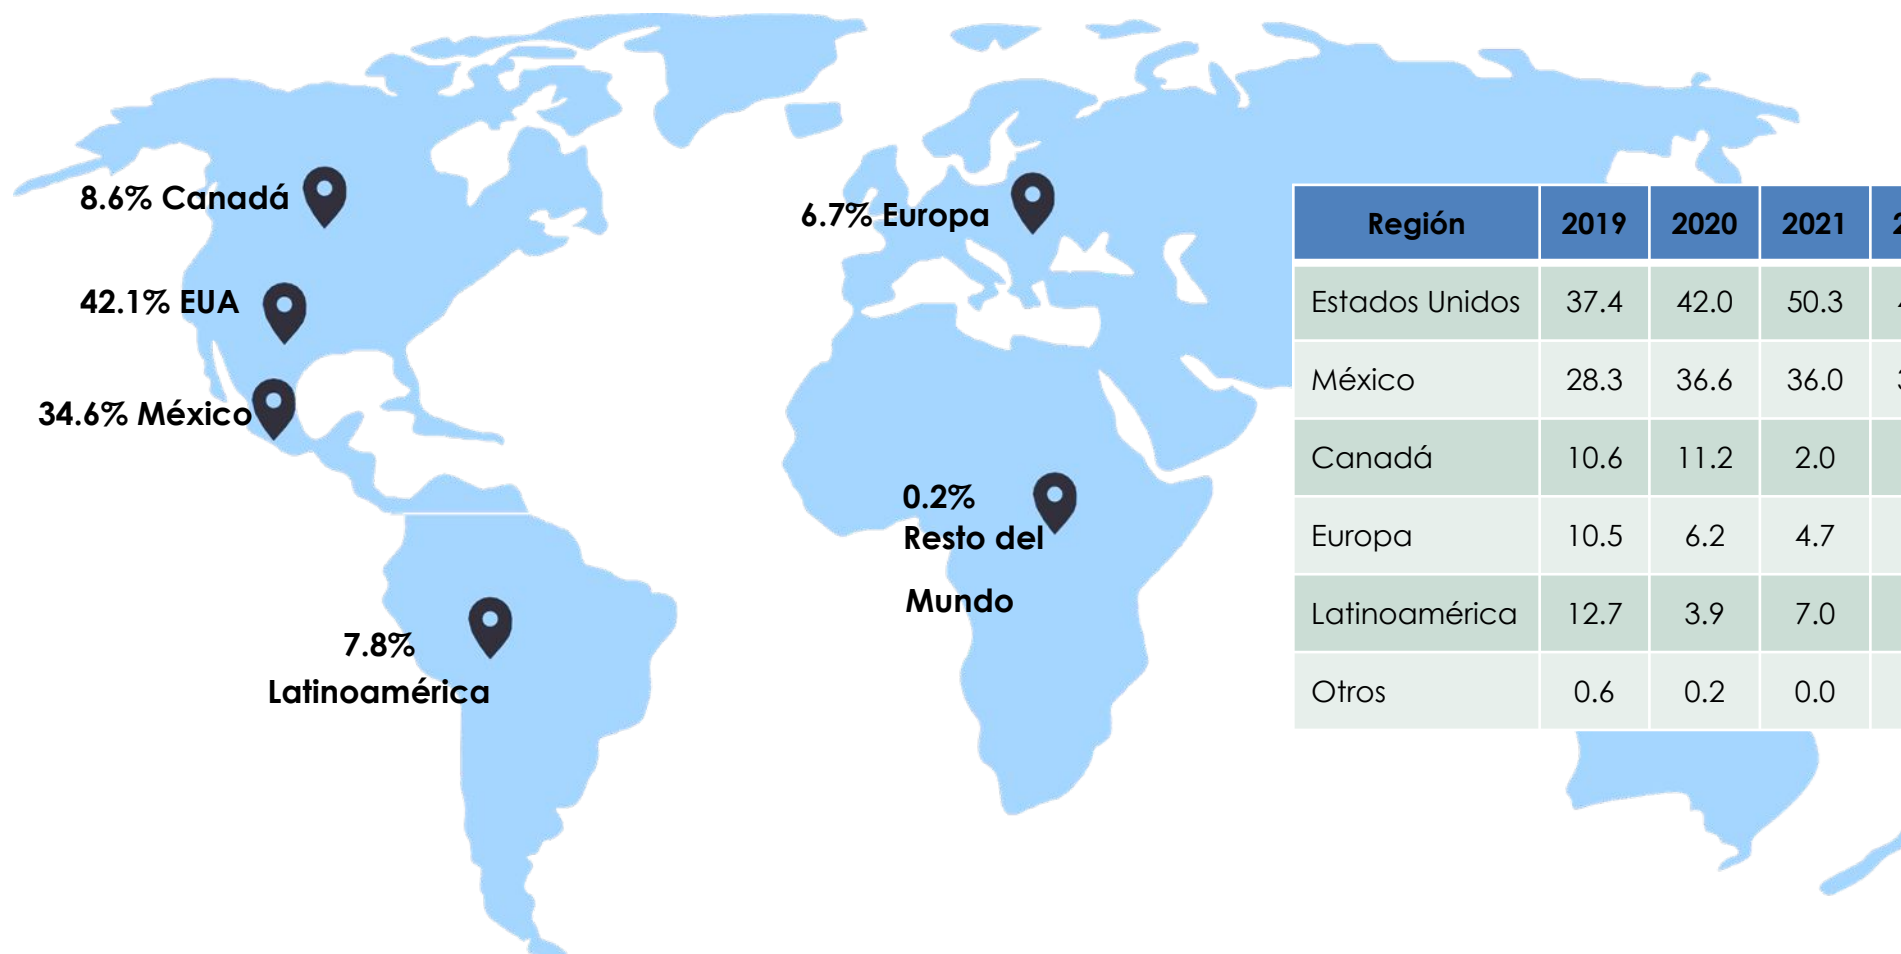 8.6% Canadá
6.7% Europa
42.1% EUA
34.6% México
0.2%
Resto del
Mundo
7.8%
Latinoamérica
Región 2019 2020 2021
Estados Unidos 37.4 42.0 50.3
México 28.3 36.6 36.0
Canadá 10.6 11.2 2.0
Europa 10.5 6.2 4.7
Latinoamérica 12.7 3.9 7.0
Otros 0.6 0.2 0.0